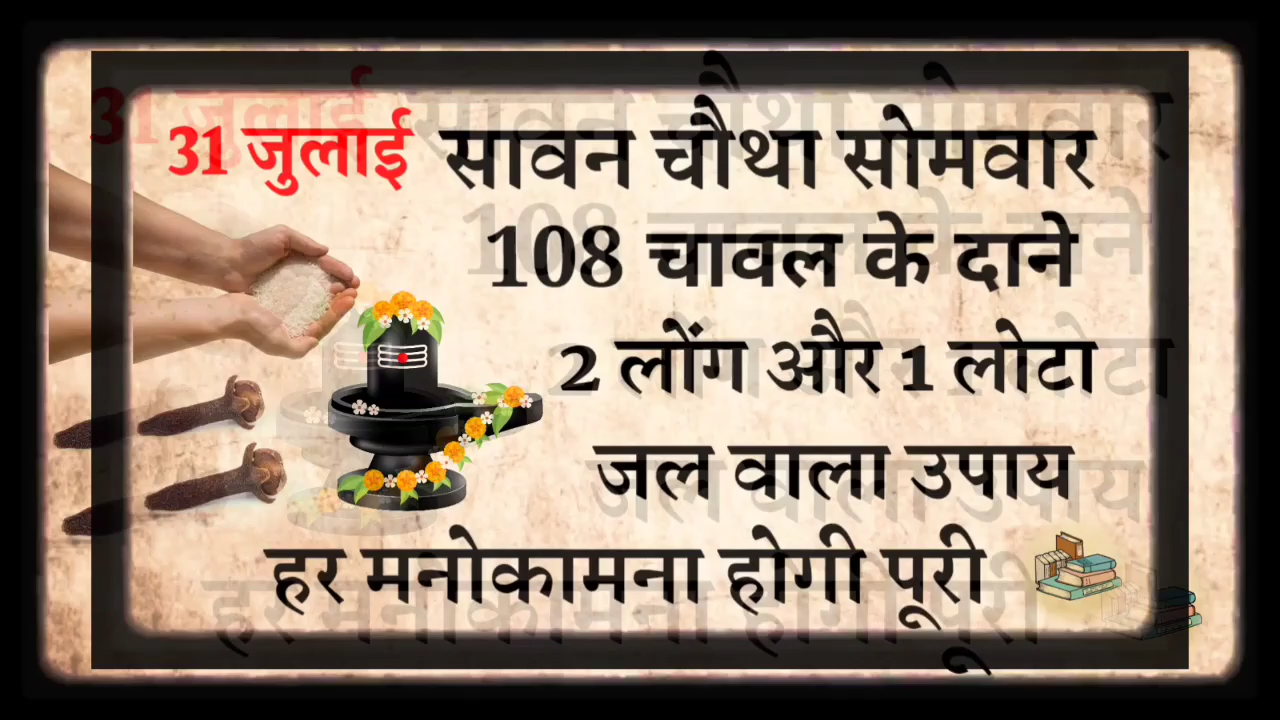 31 जुलाई सावन चौथा सोमवार
108 चावल के दाने
2 लोंग और 1 लोटा
जल वाला उपाय
हर मनोकामना होगी पूरी